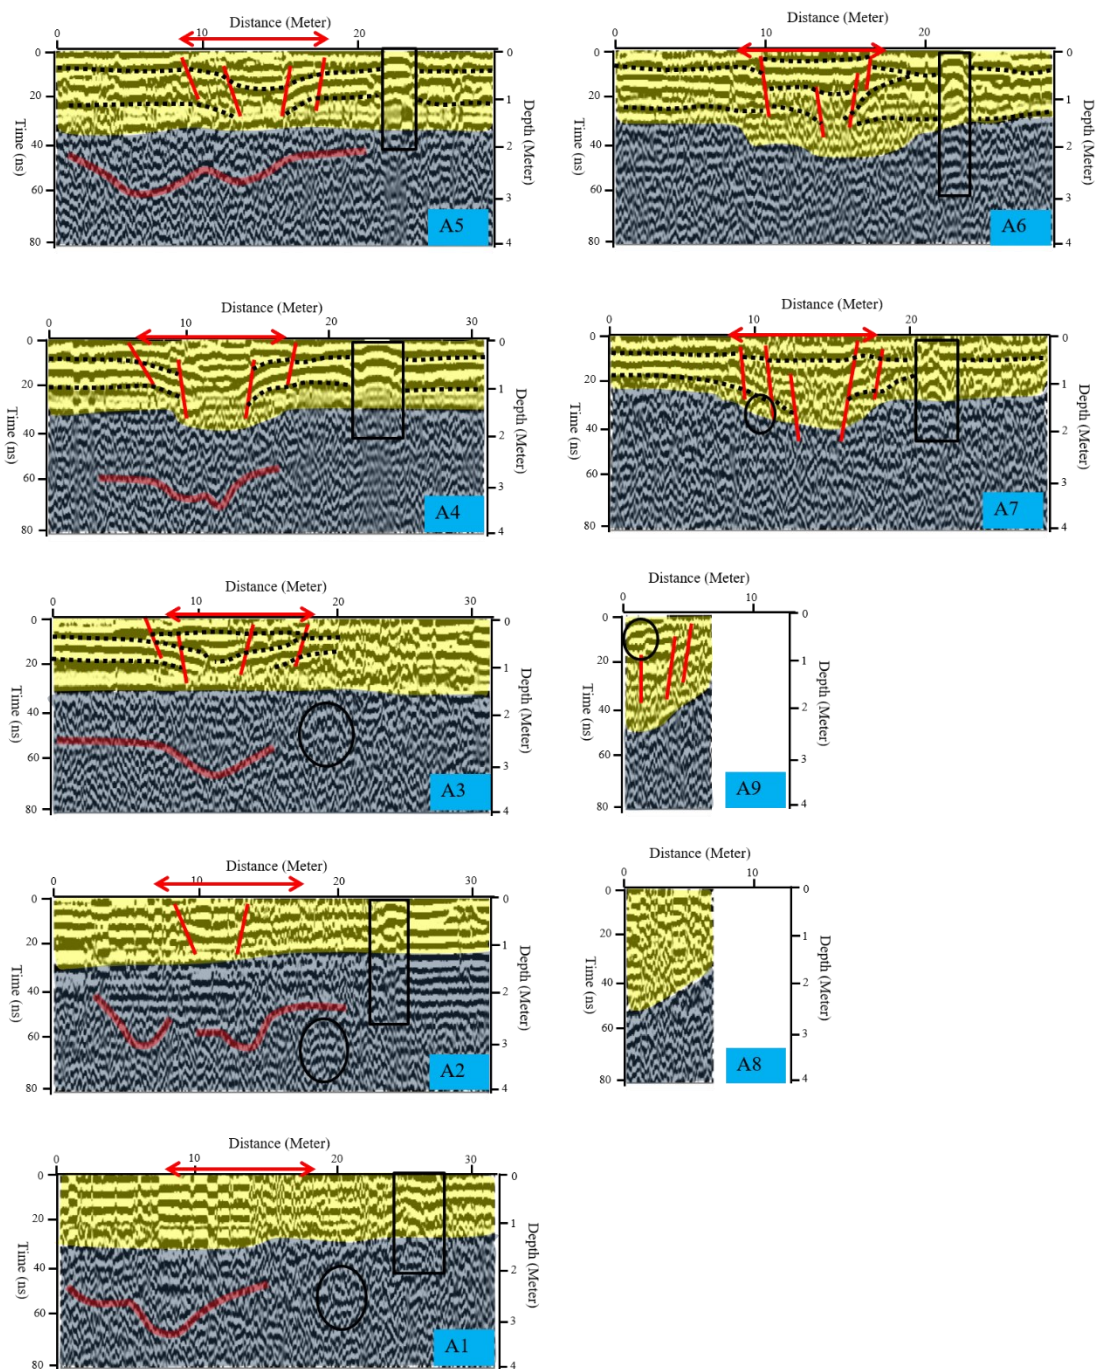 Distance (Meter)
0 10 20
0 20 40 60 80
Time (ns)
0 1 2 3 4
Depth (Meter)
A5
Distance (Meter)
10 20
0 20 40 60 80
Time (ns)
0 1 2 3 4
Depth (Meter)
A6
Distance (Meter)
0 10 20 30
0 20 40 60 80
Time (ns)
0 1 2 3 4
Depth (Meter)
A4
Distance (Meter)
0 10 20
0 20 40 60 80
Time (ns)
0 1 2 3 4
Depth (Meter)
A7
Distance (Meter)
0 10 20 30
0 20 40 60 80
Time (ns)
0 1 2 3 4
Depth (Meter)
A3
Distance (Meter)
0 10
0 20 40 60 80
Time (ns)
0 1 2 3 4
Depth (Meter)
A9
Distance (Meter)
0 10 20 30
0 20 40 60 80
Time (ns)
0 1 2 3 4
Depth (Meter)
A2
Distance (Meter)
0 10
0 20 40 60 80
Time (ns)
0 1 2 3 4
Depth (Meter)
A8
Distance (Meter)
0 10 20 30
0 20 40 60 80
Time (ns)
0 1 2 3 4
Depth (Meter)
A1